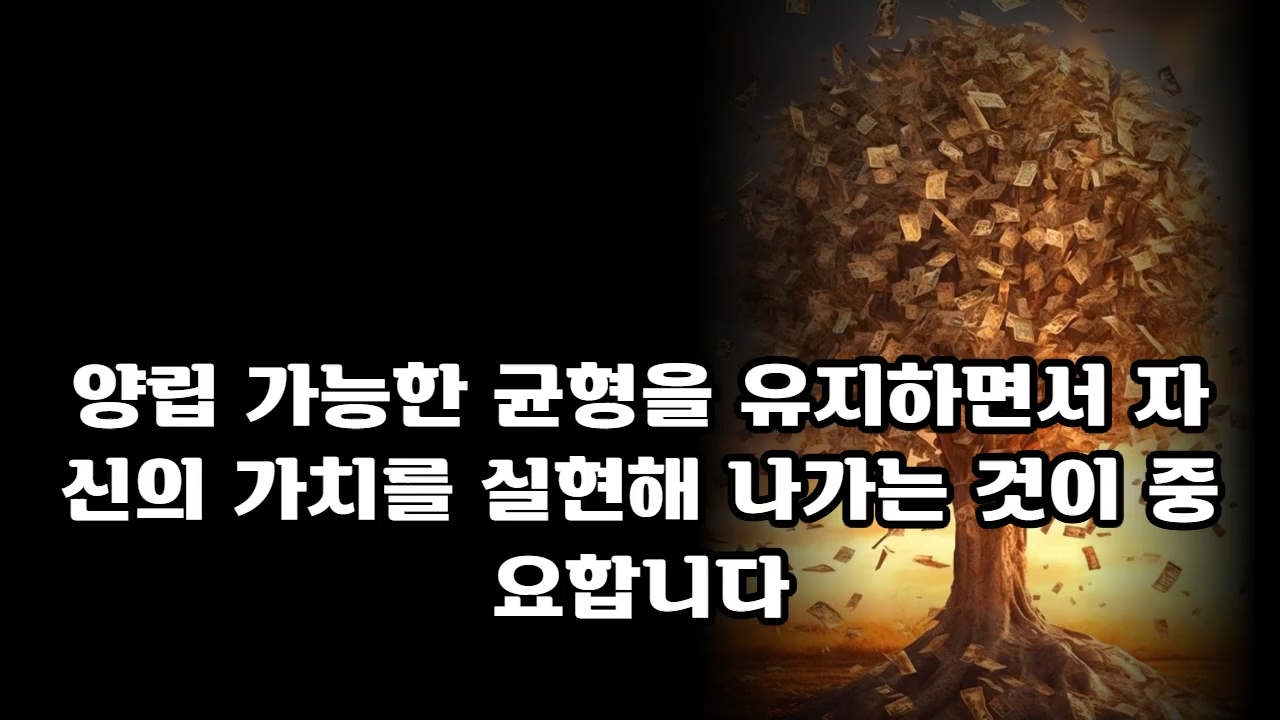 양립 가능한 균형을 유지하면서 자
신의 가치를 실현해 나가는 것이 중
요합니다